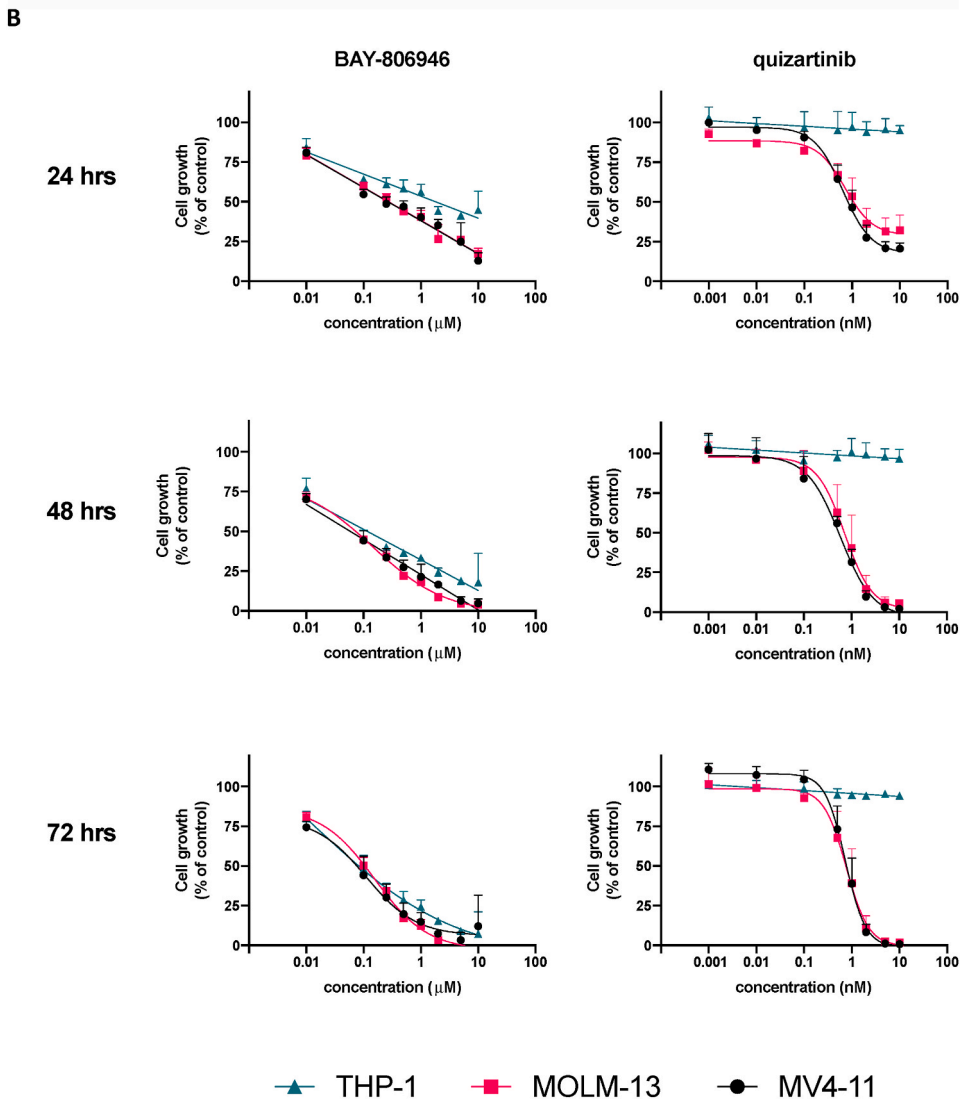 B
BAY-806946
quizartinib
24 hrs
Cell growth
(% of control)
100
75
50
25
0
0.01 0.1 1 10 100
concentration (μM)
Cell growth
(% of control)
100
75
50
25
0
0.001 0.01 0.1 1 10 100
concentration (nM)
48 hrs
Cell growth
(% of control)
100
75
50
25
0
0.01 0.1 1 10 100
concentration (μM)
Cell growth
(% of control)
100
75
50
25
0
0.001 0.01 0.1 1 10 100
concentration (nM)
72 hrs
Cell growth
(% of control)
100
75
50
25
0
0.01 0.1 1 10 100
concentration (μM)
Cell growth
(% of control)
100
75
50
25
0
0.001 0.01 0.1 1 10 100
concentration (nM)
THP-1 MOLM-13 MV4-11